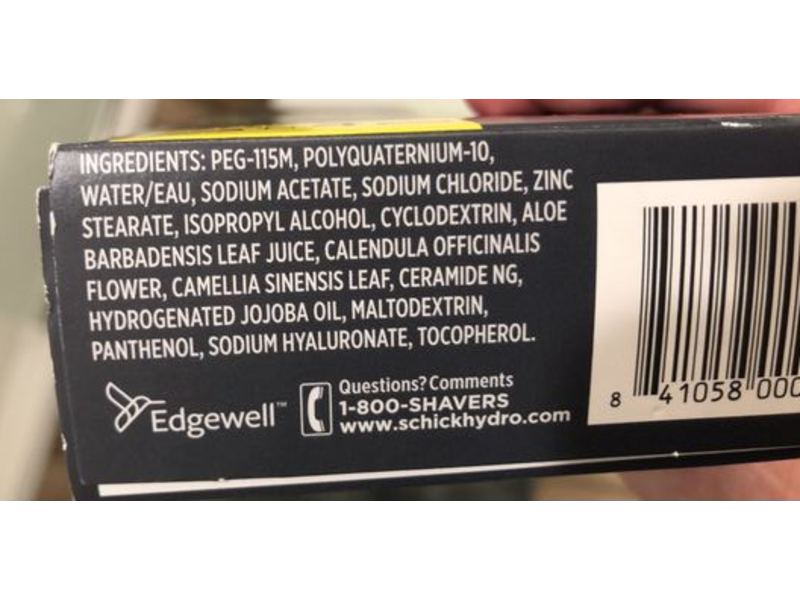 INGREDIENTS: PEG-115M, POLYQUATERNIUM-10,
WATER/EAU, SODIUM ACETATE, SODIUM CHLORIDE, ZINC
STEARATE, ISOPROPYL ALCOHOL, CYCLODEXTRIN, ALOE
BARBADENSIS LEAF JUICE, CALENDULA OFFICINALIS
FLOWER, CAMELLIA SINENSIS LEAF, CERAMIDE NG,
HYDROGENATED JOJOBA OIL, MALTODEXTRIN,
PANTHENOL, SODIUM HYALURONATE, TOCOPHEROL.
Edgewell™
Questions? Comments
1-800-SHAVERS
www.schickhydro.com
8 41058 000